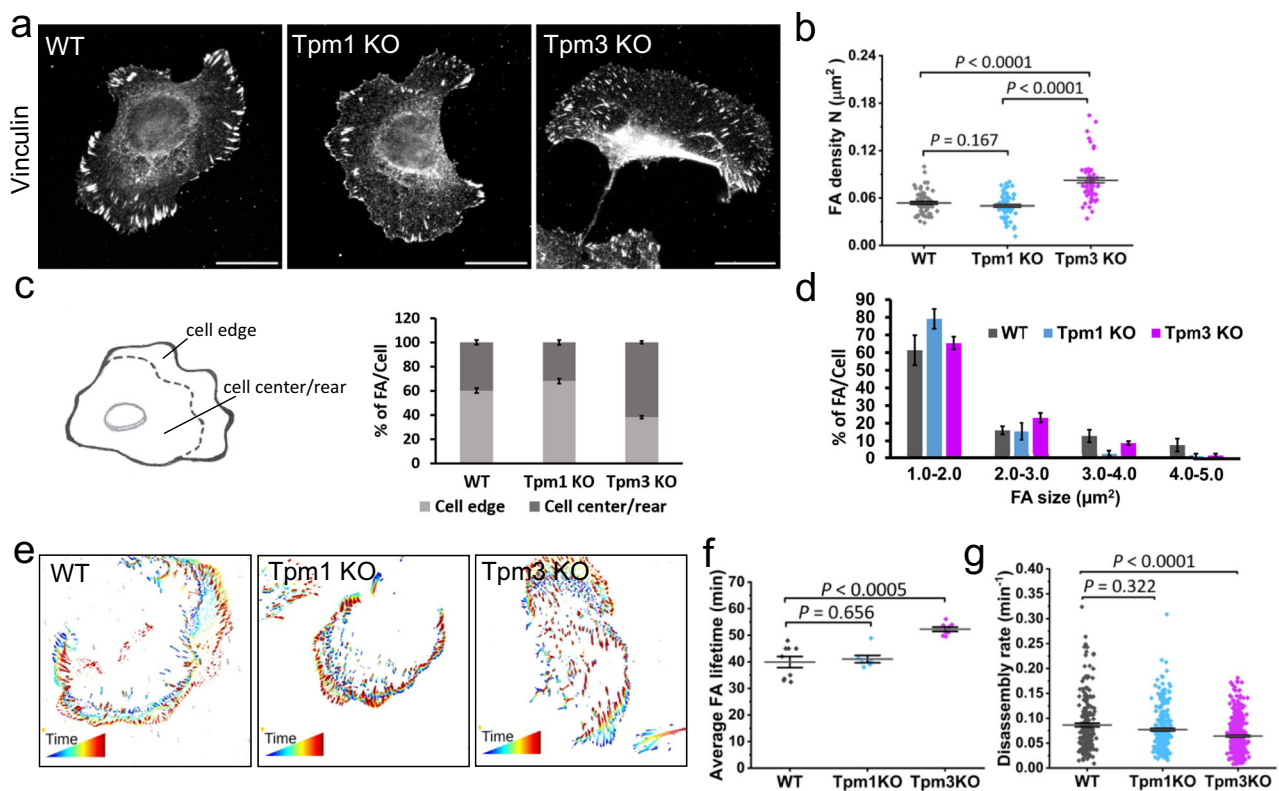 a
WT
Tpm1 KO
Tpm3 KO
Vinculin
b
FA density N (μm²)
0.24
0.18
0.12
0.06
0.00
P < 0.0001
P < 0.0001
P = 0.167
WT
Tpm1 KO
Tpm3 KO
c
cell edge
cell center/rear
% of FA/Cell
120
100
80
60
40
20
0
WT
Tpm1 KO
Tpm3 KO
Cell edge
Cell center/rear
d
% of FA/Cell
90
80
70
60
50
40
30
20
10
0
WT
Tpm1 KO
Tpm3 KO
1.0-2.0
2.0-3.0
3.0-4.0
4.0-5.0
FA size (μm²)
e
WT
Time
Tpm1 KO
Time
Tpm3 KO
Time
f
Average FA lifetime (min)
70
60
50
40
30
20
10
0
P < 0.0005
P = 0.656
WT
Tpm1KO
Tpm3KO
g
Disassembly rate (min⁻¹)
0.40
0.35
0.30
0.25
0.20
0.15
0.10
0.05
0.00
P < 0.0001
P = 0.322
WT
Tpm1KO
Tpm3KO